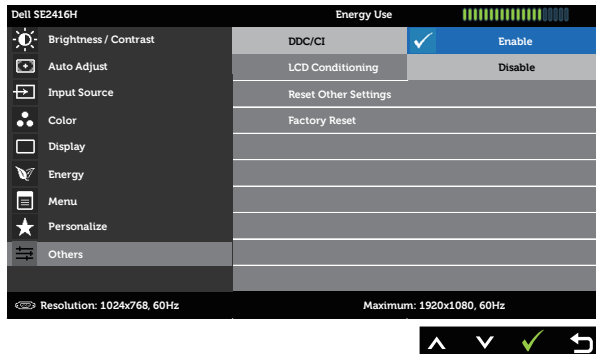 Dell SE2416H Energy Use
Brightness / Contrast DDC/CI Enable
Auto Adjust LCD Conditioning Disable
Input Source Reset Other Settings
Color Factory Reset
Display
Energy
Menu
Personalize
Others
Resolution: 1024x768, 60Hz Maximum: 1920x1080, 60Hz